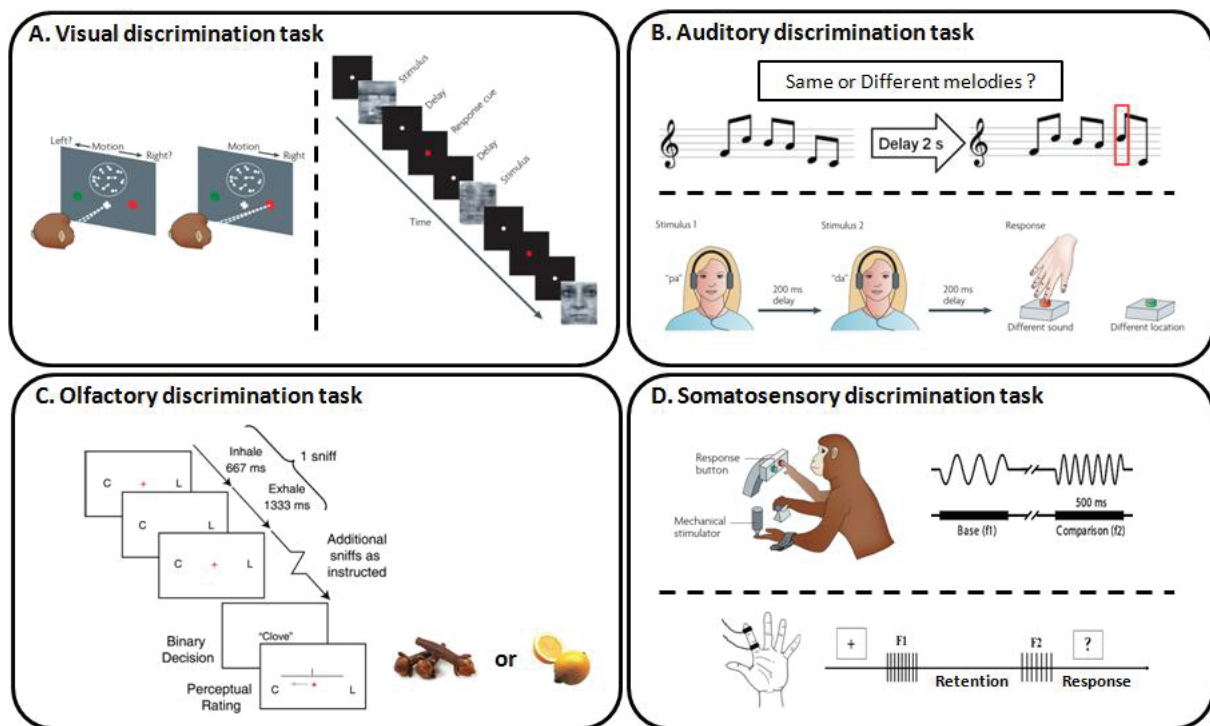 A. Visual discrimination task
Left?
Motion
Right?
Motion
Right
Stimulus
Delay
Response cue
Delay
Stimulus
Time
B. Auditory discrimination task
Same or Different melodies ?
Delay 2 s
Stimulus 1
Stimulus 2
Response
"pa"
200 ms
delay
"da"
200 ms
delay
Different sound
Different location
C. Olfactory discrimination task
C + L
C L
C + L
Inhale
667 ms
1 sniff
Exhale
1333 ms
Additional
sniffs as
instructed
Binary
Decision
"Clove"
Perceptual
Rating
C L
or
D. Somatosensory discrimination task
Response
button
Mechanical
stimulator
500 ms
Base (f1)
Comparison (f2)
+
F1
F2
?
Retention
Response